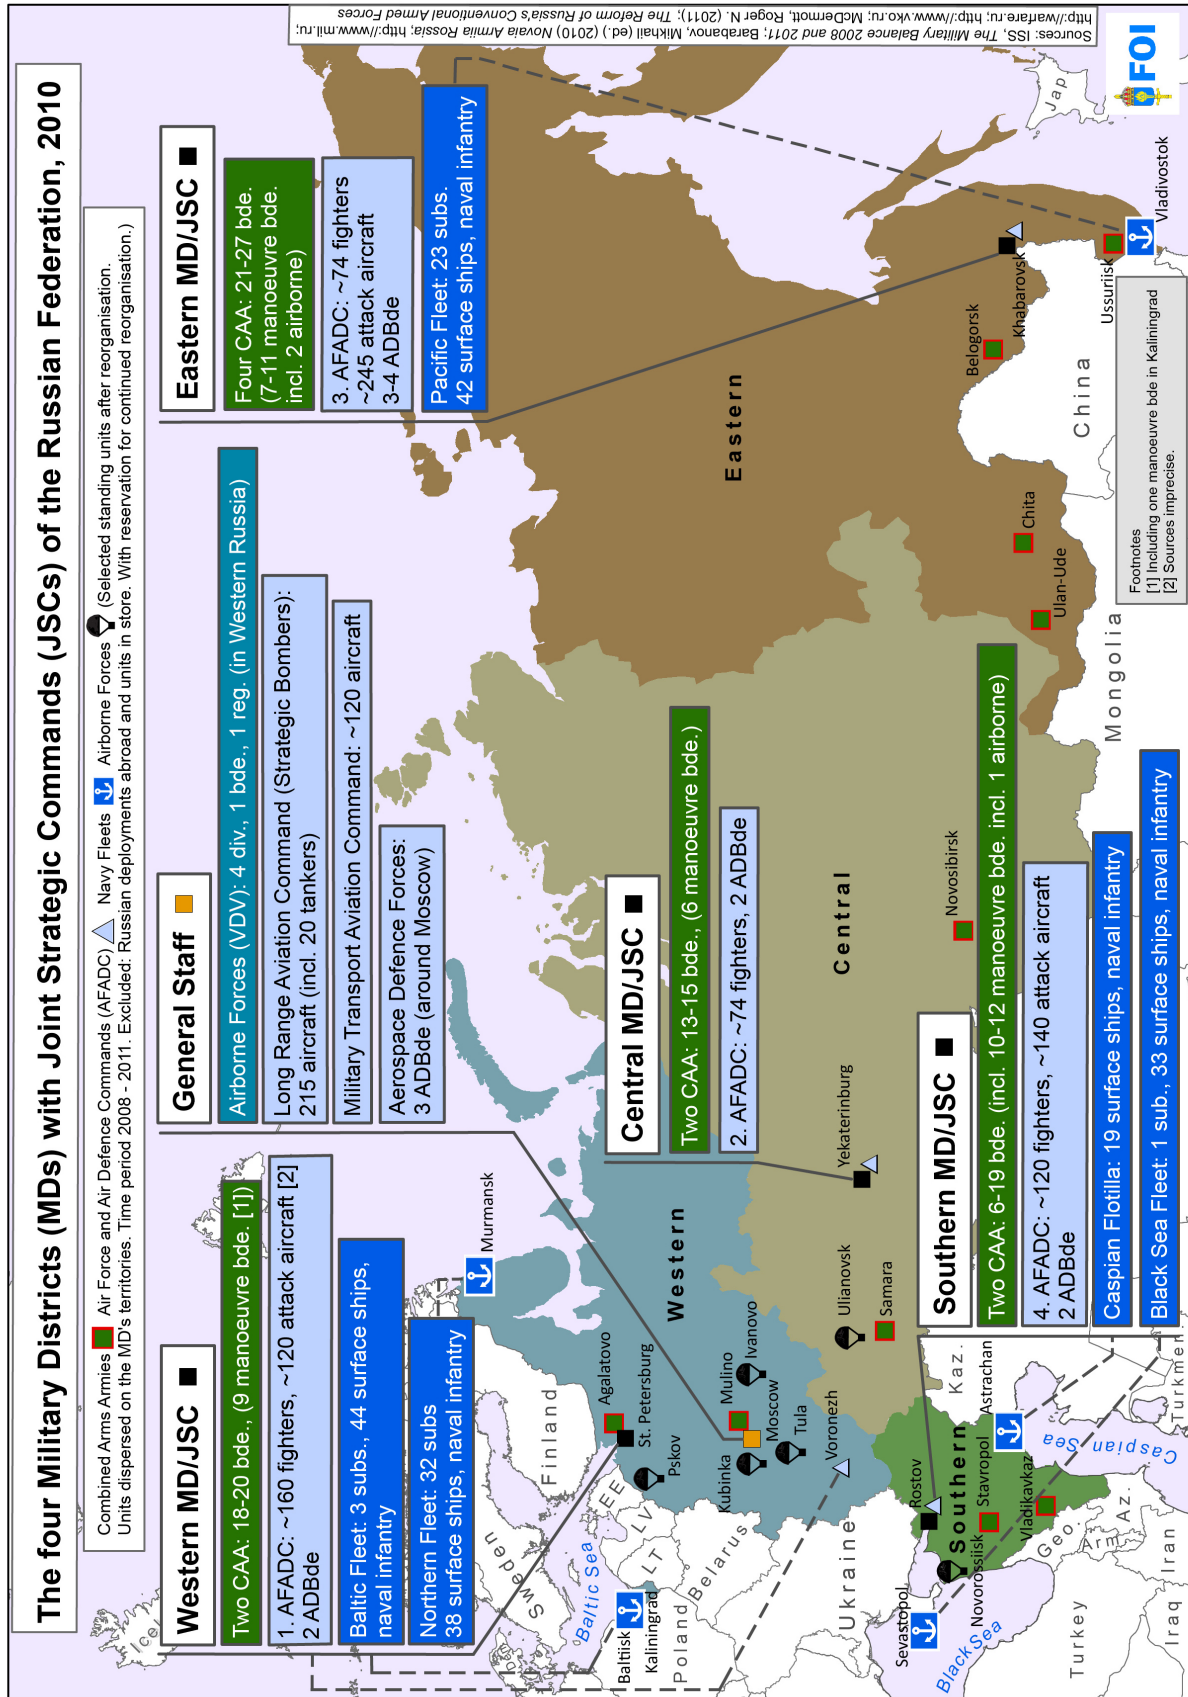 The four Military Districts (MDs) with Joint Strategic Commands (JSCs) of the Russian Federation, 2010
Combined Arms Armies Air Force and Air Defence Commands (AFADC) Navy Fleets Airborne Forces (Selected standing units after reorganisation.
Units dispersed on the MD's territories. Time period 2008 - 2011. Excluded: Russian deployments abroad and units in store. With reservation for continued reorganisation.)
Western MD/JSC
Two CAA: 18-20 bde., (9 manoeuvre bde. [1])
1. AFADC: ~160 fighters, ~120 attack aircraft [2]
2 ADBde
Baltic Fleet: 3 subs., 44 surface ships,
naval infantry
Northern Fleet: 32 subs
38 surface ships, naval infantry
General Staff
Airborne Forces (VDV): 4 div., 1 bde., 1 reg. (in Western Russia)
Long Range Aviation Command (Strategic Bombers):
215 aircraft (incl. 20 tankers)
Military Transport Aviation Command: ~120 aircraft
Aerospace Defence Forces:
3 ADBde (around Moscow)
Eastern MD/JSC
Four CAA: 21-27 bde.
(7-11 manoeuvre bde.
incl. 2 airborne)
3. AFADC: ~74 fighters
~245 attack aircraft
3-4 ADBde
Pacific Fleet: 23 subs.
42 surface ships, naval infantry
Central MD/JSC
Two CAA: 13-15 bde., (6 manoeuvre bde.)
2. AFADC: ~74 fighters, 2 ADBde
Southern MD/JSC
Two CAA: 6-19 bde. (incl. 10-12 manoeuvre bde. incl. 1 airborne)
4. AFADC: ~120 fighters, ~140 attack aircraft
2 ADBde
Caspian Flotilla: 19 surface ships, naval infantry
Black Sea Fleet: 1 sub., 33 surface ships, naval infantry
Sweden
Finland
Baltic Sea
EE
LV
LT
Poland
Belarus
Ukraine
Baltisk
Kaliningrad
Murmansk
Agalatovo
St. Petersburg
Pskov
Western
Mulino
Ivanovo
Moscow
Kubinka
Tula
Voronezh
Ulianovsk
Samara
Yekaterinburg
Central
Novosibirsk
Eastern
Ulan-Ude
Chita
Belogorsk
Khabarovsk
Ussuriisk
Vladivostok
Jap.
China
Mongolia
Kaz.
Rostov
Southern
Stavropol
Astrachan
Vladikavkaz
Novorossiisk
Sevastopol
Black Sea
Caspian Sea
Geo.
Arm.
Az.
Turkey
Iraq
Iran
Turkmen.
Footnotes
[1] Including one manoeuvre bde in Kaliningrad
[2] Sources imprecise.
FOI
Sources: ISS, The Military Balance 2008 and 2011; Barabanov, Mikhail (ed.) (2010) Novaia Armiia Rossia; http://www.mil.ru;
http://warfare.ru; http://www.vko.ru; McDermott, Roger N. (2011); The Reform of Russia's Conventional Armed Forces